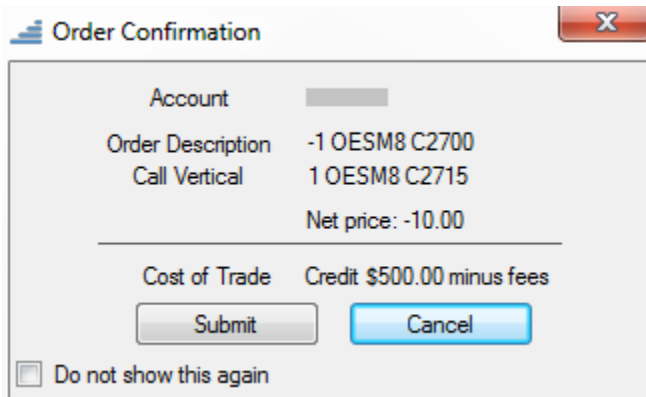 Order Confirmation
Account
Order Description -1 OESM8 C2700
Call Vertical 1 OESM8 C2715
Net price: -10.00
Cost of Trade Credit $500.00 minus fees
Submit Cancel
Do not show this again